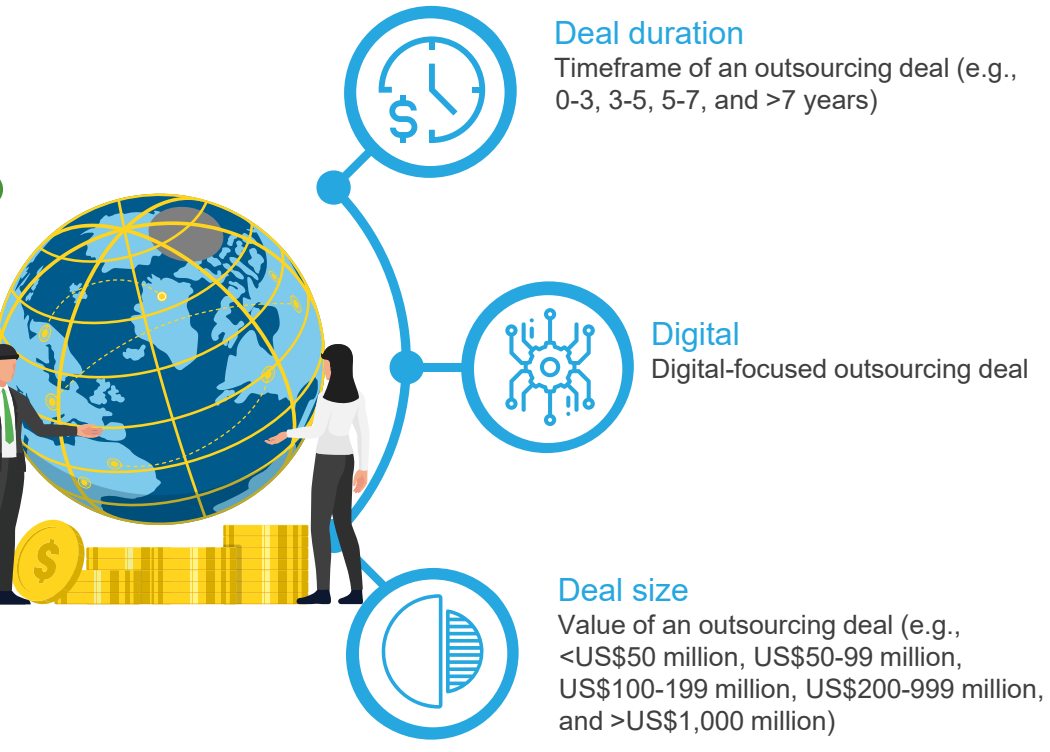 Deal duration
Timeframe of an outsourcing deal (e.g.,
0-3, 3-5, 5-7, and >7 years)
$
Digital
Digital-focused outsourcing deal
$
Deal size
Value of an outsourcing deal (e.g.,
<US$50 million, US$50-99 million,
US$100-199 million, US$200-999 million,
and >US$1,000 million)